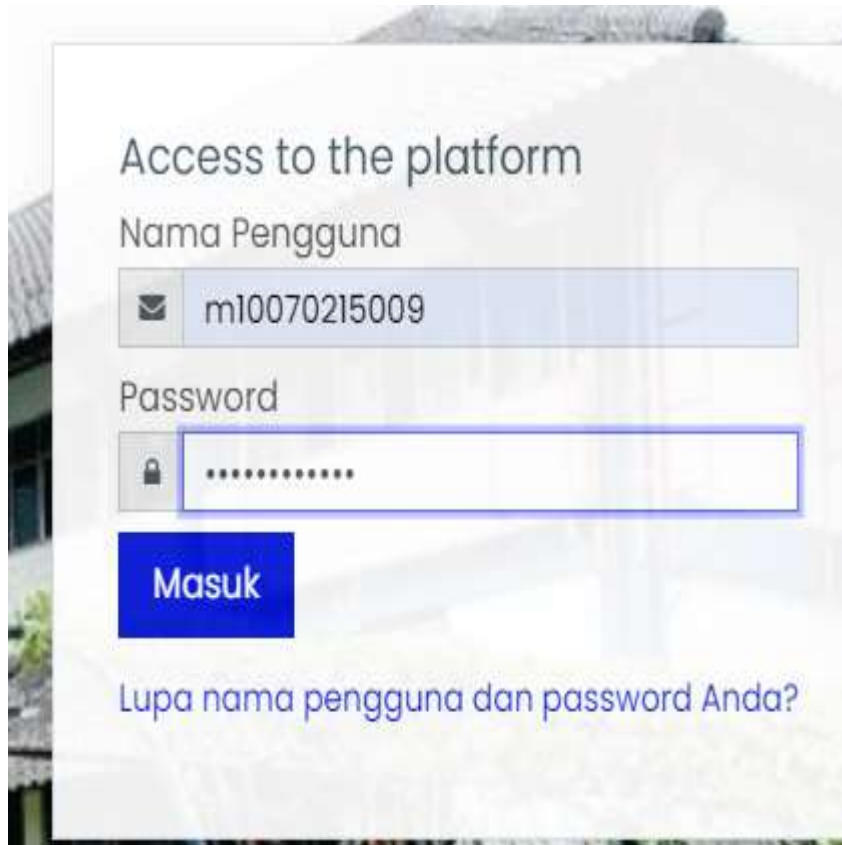 Access to the platform
Nama Pengguna
m10070215009
Password
••••••••••••
Masuk
Lupa nama pengguna dan password Anda?